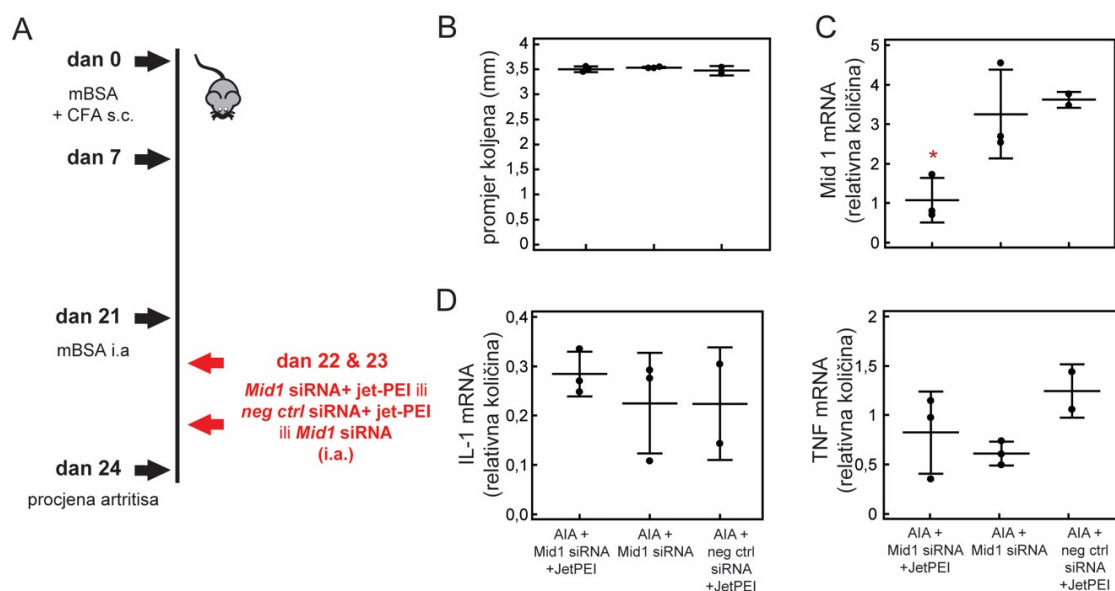 A
dan 0
mBSA
+ CFA s.c.
dan 7
dan 21
mBSA i.a
dan 22 & 23
Mid1 siRNA+ jet-PEI ili
neg ctrl siRNA+ jet-PEI
ili Mid1 siRNA
(i.a.)
dan 24
procjena artritisa
B
promjer koljena (mm)
4
3,5
3
2,5
2
1,5
1
0,5
0
C
Mid 1 mRNA
(relativna količina)
5
4
3
2
1
0
*
D
IL-1 mRNA
(relativna količina)
0,4
0,3
0,2
0,1
0,0
AIA +
Mid1 siRNA
+JetPEI
AIA +
Mid1 siRNA
AIA +
neg ctrl
siRNA
+JetPEI
TNF mRNA
(relativna količina)
2
1,5
1
0,5
0
AIA +
Mid1 siRNA
+JetPEI
AIA +
Mid1 siRNA
AIA +
neg ctrl
siRNA
+JetPEI